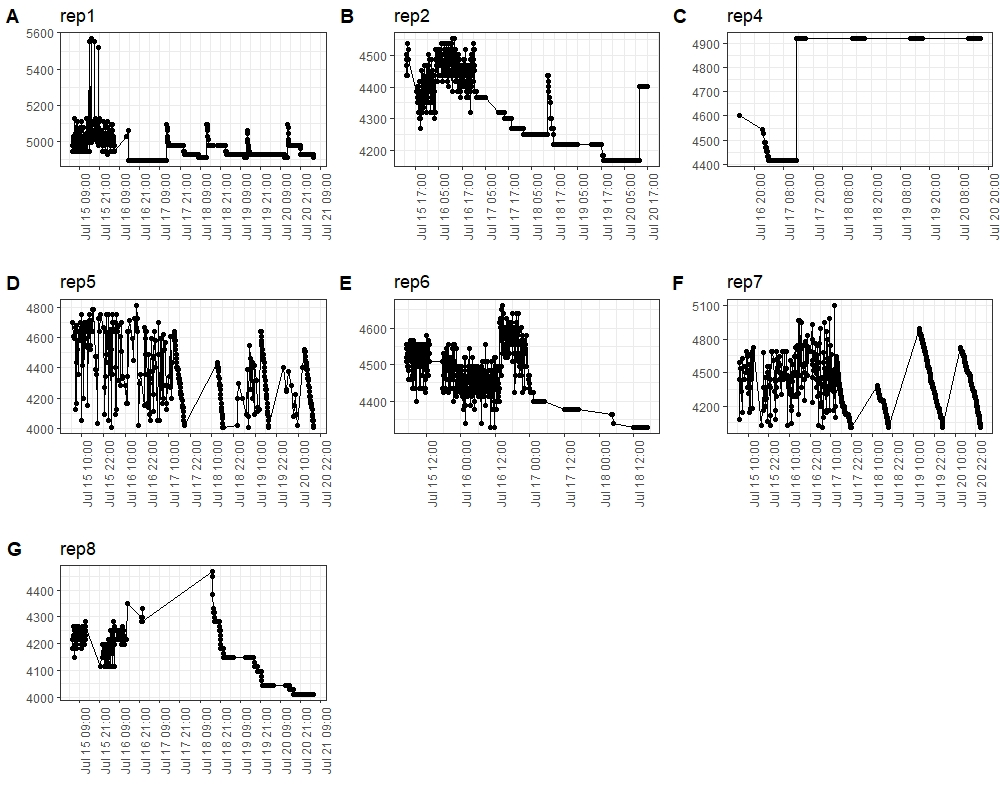 A rep1
5600
5400
5200
5000
Jul 15 09:00
Jul 15 21:00
Jul 16 09:00
Jul 16 21:00
Jul 17 09:00
Jul 17 21:00
Jul 18 09:00
Jul 18 21:00
Jul 19 09:00
Jul 19 21:00
Jul 20 09:00
Jul 20 21:00
Jul 21 09:00
B rep2
4500
4400
4300
4200
Jul 15 17:00
Jul 16 05:00
Jul 16 17:00
Jul 17 05:00
Jul 17 17:00
Jul 18 05:00
Jul 18 17:00
Jul 19 05:00
Jul 19 17:00
Jul 20 05:00
Jul 20 17:00
C rep4
4900
4800
4700
4600
4500
4400
Jul 16 20:00
Jul 17 08:00
Jul 17 20:00
Jul 18 08:00
Jul 18 20:00
Jul 19 08:00
Jul 19 20:00
Jul 20 08:00
Jul 20 20:00
D rep5
4800
4600
4400
4200
4000
Jul 15 10:00
Jul 15 22:00
Jul 16 10:00
Jul 16 22:00
Jul 17 10:00
Jul 17 22:00
Jul 18 10:00
Jul 18 22:00
Jul 19 10:00
Jul 19 22:00
Jul 20 10:00
Jul 20 22:00
E rep6
4600
4500
4400
Jul 15 12:00
Jul 16 00:00
Jul 16 12:00
Jul 17 00:00
Jul 17 12:00
Jul 18 00:00
Jul 18 12:00
F rep7
5100
4800
4500
4200
Jul 15 10:00
Jul 15 22:00
Jul 16 10:00
Jul 16 22:00
Jul 17 10:00
Jul 17 22:00
Jul 18 10:00
Jul 18 22:00
Jul 19 10:00
Jul 19 22:00
Jul 20 10:00
Jul 20 22:00
G rep8
4400
4300
4200
4100
4000
Jul 15 09:00
Jul 15 21:00
Jul 16 09:00
Jul 16 21:00
Jul 17 09:00
Jul 17 21:00
Jul 18 09:00
Jul 18 21:00
Jul 19 09:00
Jul 19 21:00
Jul 20 09:00
Jul 20 21:00
Jul 21 09:00